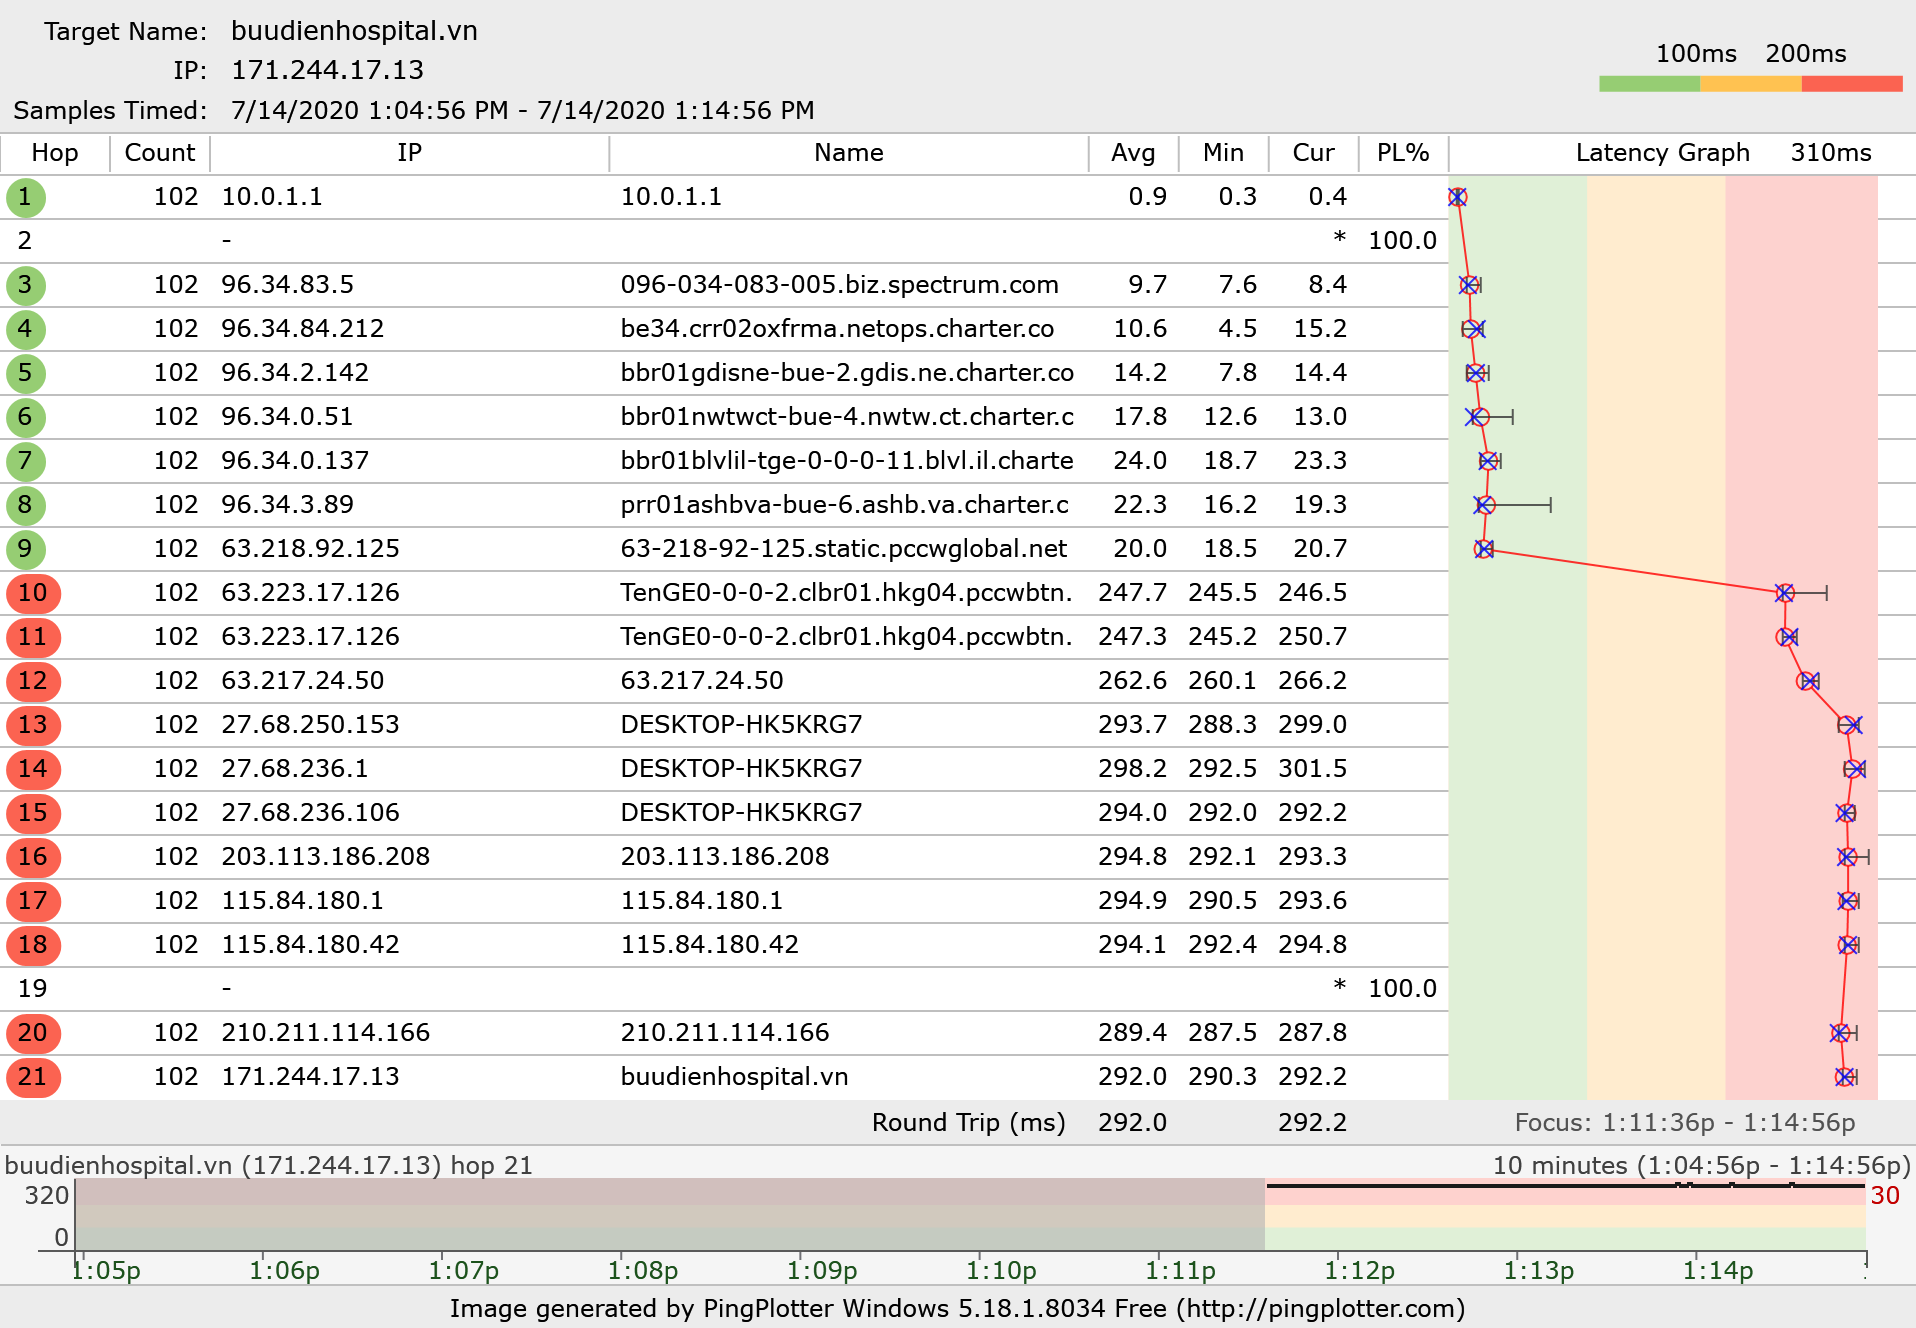 Target Name: buudienhospital.vn
IP: 171.244.17.13
Samples Timed: 7/14/2020 1:04:56 PM - 7/14/2020 1:14:56 PM
100ms 200ms
Hop Count IP Name Avg Min Cur PL% Latency Graph 310ms
1 102 10.0.1.1 10.0.1.1 0.9 0.3 0.4
2 - * 100.0
3 102 96.34.83.5 096-034-083-005.biz.spectrum.com 9.7 7.6 8.4
4 102 96.34.84.212 be34.crr02oxfrma.netops.charter.co 10.6 4.5 15.2
5 102 96.34.2.142 bbr01gdisne-bue-2.gdis.ne.charter.co 14.2 7.8 14.4
6 102 96.34.0.51 bbr01nwtwct-bue-4.nwtw.ct.charter.c 17.8 12.6 13.0
7 102 96.34.0.137 bbr01blvlil-tge-0-0-0-11.blvl.il.charte 24.0 18.7 23.3
8 102 96.34.3.89 prr01ashbva-bue-6.ashb.va.charter.c 22.3 16.2 19.3
9 102 63.218.92.125 63-218-92-125.static.pccwglobal.net 20.0 18.5 20.7
10 102 63.223.17.126 TenGE0-0-0-2.clbr01.hkg04.pccwbtn. 247.7 245.5 246.5
11 102 63.223.17.126 TenGE0-0-0-2.clbr01.hkg04.pccwbtn. 247.3 245.2 250.7
12 102 63.217.24.50 63.217.24.50 262.6 260.1 266.2
13 102 27.68.250.153 DESKTOP-HK5KRG7 293.7 288.3 299.0
14 102 27.68.236.1 DESKTOP-HK5KRG7 298.2 292.5 301.5
15 102 27.68.236.106 DESKTOP-HK5KRG7 294.0 292.0 292.2
16 102 203.113.186.208 203.113.186.208 294.8 292.1 293.3
17 102 115.84.180.1 115.84.180.1 294.9 290.5 293.6
18 102 115.84.180.42 115.84.180.42 294.1 292.4 294.8
19 - * 100.0
20 102 210.211.114.166 210.211.114.166 289.4 287.5 287.8
21 102 171.244.17.13 buudienhospital.vn 292.0 290.3 292.2
Round Trip (ms) 292.0 292.2 Focus: 1:11:36p - 1:14:56p
buudienhospital.vn (171.244.17.13) hop 21 10 minutes (1:04:56p - 1:14:56p)
320 30
0
1:05p 1:06p 1:07p 1:08p 1:09p 1:10p 1:11p 1:12p 1:13p 1:14p
Image generated by PingPlotter Windows 5.18.1.8034 Free (http://pingplotter.com)